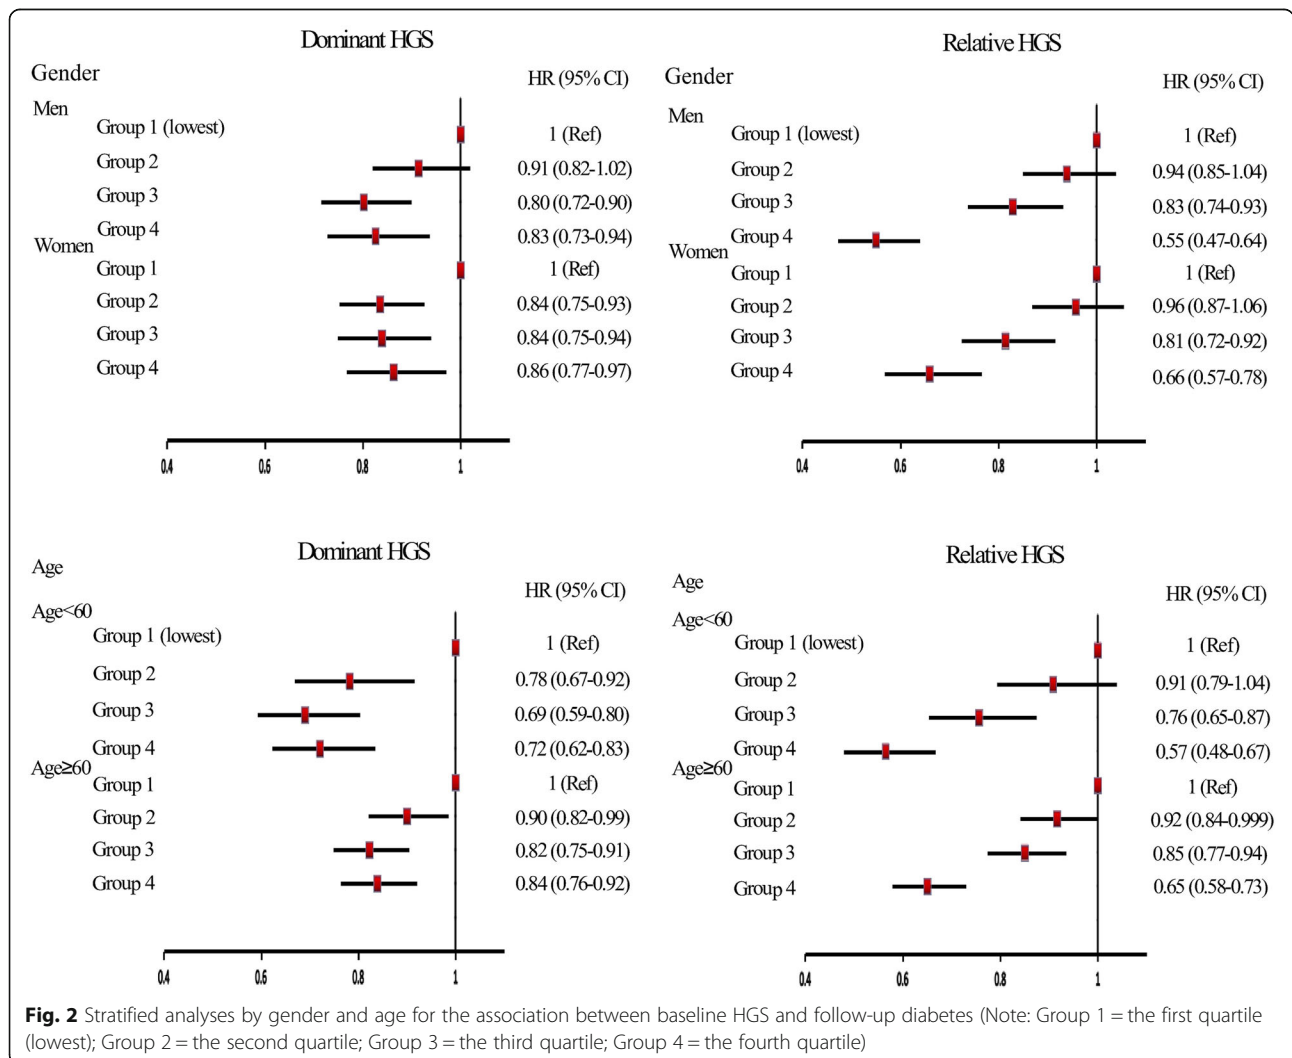 Dominant HGS
Gender HR (95% CI)
Men
Group 1 (lowest) 1 (Ref)
Group 2 0.91 (0.82-1.02)
Group 3 0.80 (0.72-0.90)
Group 4 0.83 (0.73-0.94)
Women
Group 1 1 (Ref)
Group 2 0.84 (0.75-0.93)
Group 3 0.84 (0.75-0.94)
Group 4 0.86 (0.77-0.97)
0.4 0.6 0.8 1
Relative HGS
Gender HR (95% CI)
Men
Group 1 (lowest) 1 (Ref)
Group 2 0.94 (0.85-1.04)
Group 3 0.83 (0.74-0.93)
Group 4 0.55 (0.47-0.64)
Women
Group 1 1 (Ref)
Group 2 0.96 (0.87-1.06)
Group 3 0.81 (0.72-0.92)
Group 4 0.66 (0.57-0.78)
0.4 0.6 0.8 1
Dominant HGS
Age HR (95% CI)
Age<60
Group 1 (lowest) 1 (Ref)
Group 2 0.78 (0.67-0.92)
Group 3 0.69 (0.59-0.80)
Group 4 0.72 (0.62-0.83)
Age≥60
Group 1 1 (Ref)
Group 2 0.90 (0.82-0.99)
Group 3 0.82 (0.75-0.91)
Group 4 0.84 (0.76-0.92)
0.4 0.6 0.8 1
Relative HGS
Age HR (95% CI)
Age<60
Group 1 (lowest) 1 (Ref)
Group 2 0.91 (0.79-1.04)
Group 3 0.76 (0.65-0.87)
Group 4 0.57 (0.48-0.67)
Age≥60
Group 1 1 (Ref)
Group 2 0.92 (0.84-0.999)
Group 3 0.85 (0.77-0.94)
Group 4 0.65 (0.58-0.73)
0.4 0.6 0.8 1
Fig. 2 Stratified analyses by gender and age for the association between baseline HGS and follow-up diabetes (Note: Group 1 = the first quartile
(lowest); Group 2 = the second quartile; Group 3 = the third quartile; Group 4 = the fourth quartile)